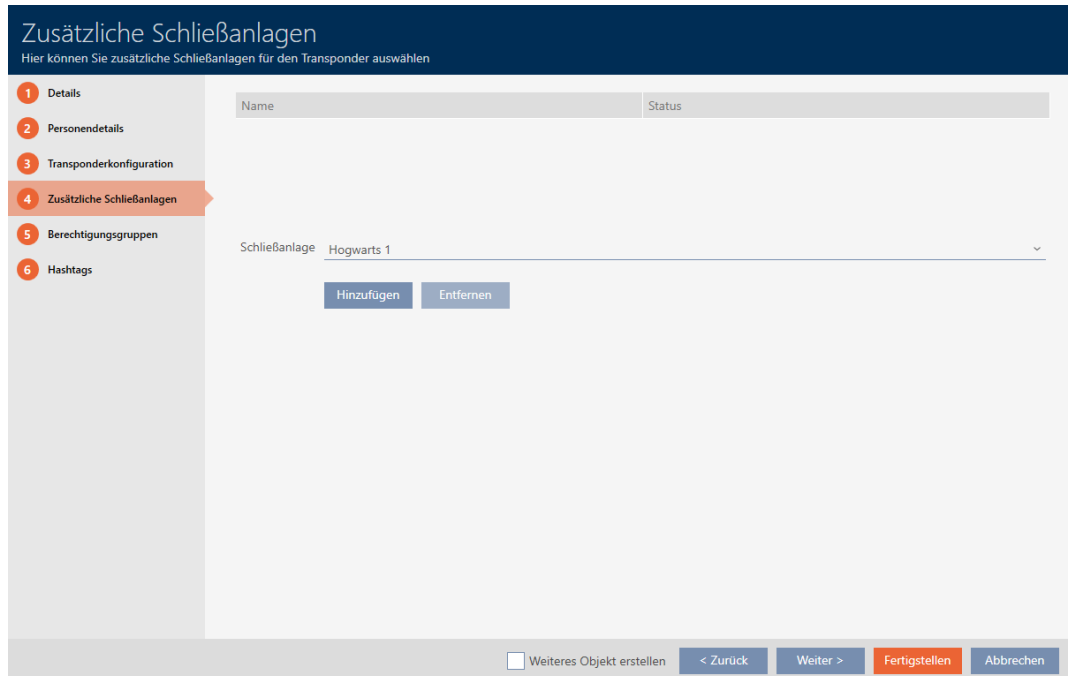 Zusätzliche Schließanlagen
Hier können Sie zusätzliche Schließanlagen für den Transponder auswählen
1 Details
2 Personendetails
3 Transponderkonfiguration
4 Zusätzliche Schließanlagen
5 Berechtigungsgruppen
6 Hashtags
Name Status
Schließanlage Hogwarts 1
Hinzufügen Entfernen
Weiteres Objekt erstellen < Zurück Weiter > Fertigstellen Abbrechen